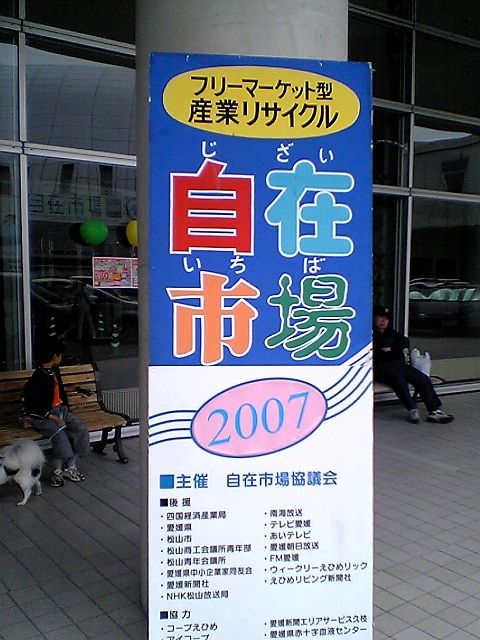 フリーマーケット型
産業リサイクル
じざい
自在
いちば
市場
2007
■主催 自在市場協議会
■後援
・四国経済産業局
・愛媛県
・松山市
・松山商工会議所青年部
・松山青年会議所
・愛媛県中小企業家同友会
・愛媛新聞社
・NHK松山放送局
・南海放送
・テレビ愛媛
・あいテレビ
・愛媛朝日放送
・FM愛媛
・ウィークリーえひめリック
・えひめリビング新聞社
■協力
・コープえひめ
・アイコープ
・愛媛新聞エリアサービス久枝
・愛媛県赤十字血液センター